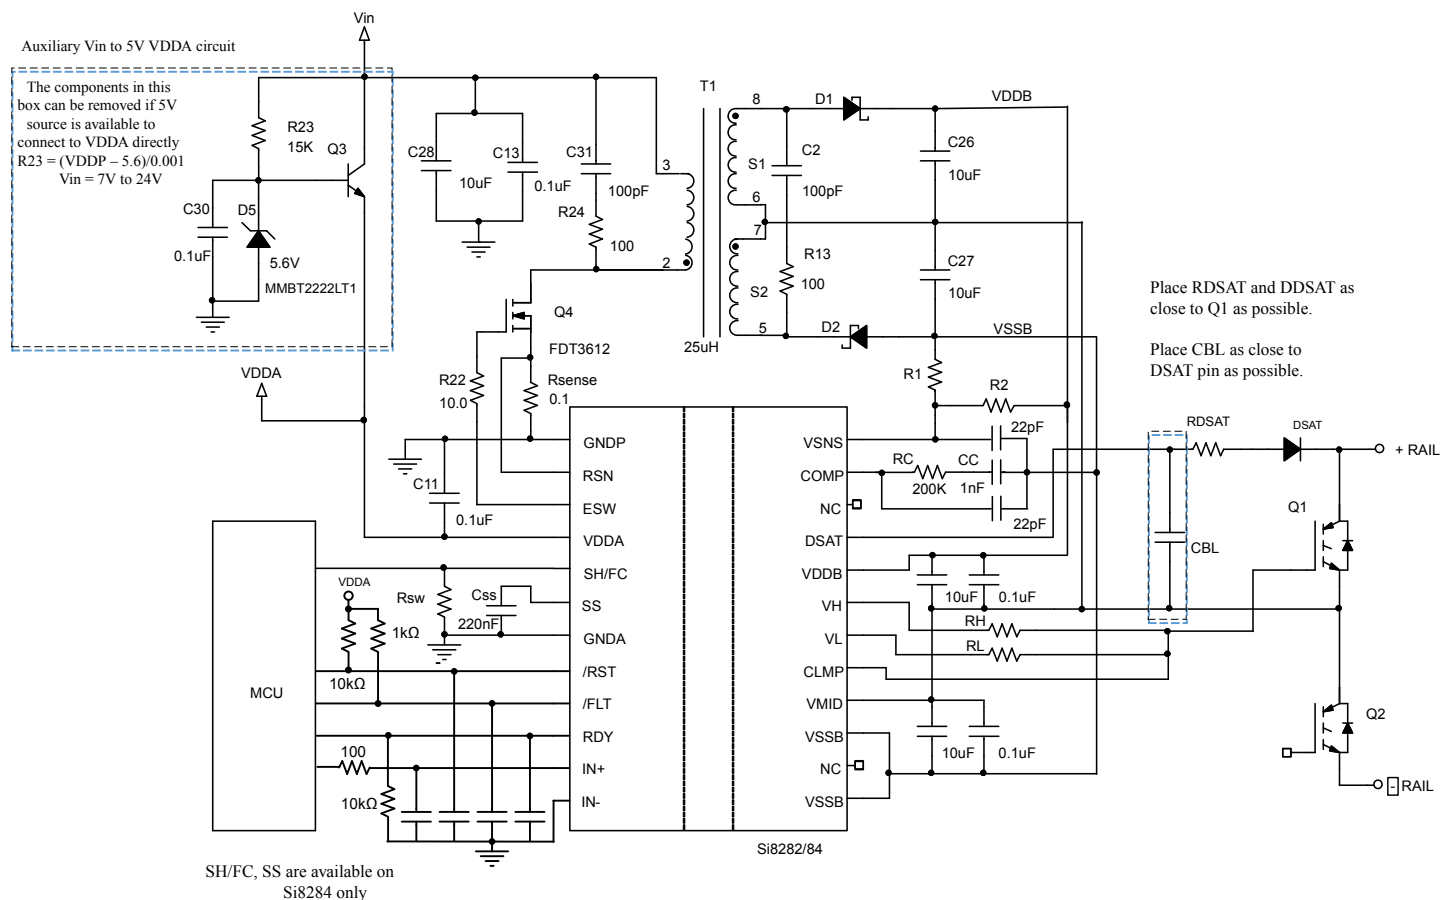 Vin
Auxiliary Vin to 5V VDDA circuit
The components in this
box can be removed if 5V
source is available to
connect to VDDA directly
R23 = (VDDP – 5.6)/0.001
Vin = 7V to 24V
R23
15K
Q3
C30
0.1uF
D5
5.6V
MMBT2222LT1
VDDA
C28
10uF
C13
0.1uF
C31
100pF
R24
100
T1
3
2
25uH
8
S1
6
7
S2
5
D1
C2
100pF
R13
100
D2
VDDB
C26
10uF
C27
10uF
VSSB
Q4
FDT3612
R22
10.0
Rsense
0.1
R1
R2
22pF
RC
200K
CC
1nF
22pF
Place RDSAT and DDSAT as
close to Q1 as possible.
Place CBL as close to
DSAT pin as possible.
RDSAT
DSAT
+ RAIL
CBL
Q1
Q2
- RAIL
C11
0.1uF
GNDP
RSN
ESW
VDDA
SH/FC
SS
GNDA
/RST
/FLT
RDY
IN+
IN-
VSNS
COMP
NC
DSAT
VDDB
VH
VL
CLMP
VMID
VSSB
NC
VSSB
10uF
0.1uF
RH
RL
10uF
0.1uF
Si8282/84
Rsw
Css
220nF
VDDA
1kΩ
10kΩ
MCU
100
10kΩ
SH/FC, SS are available on
Si8284 only